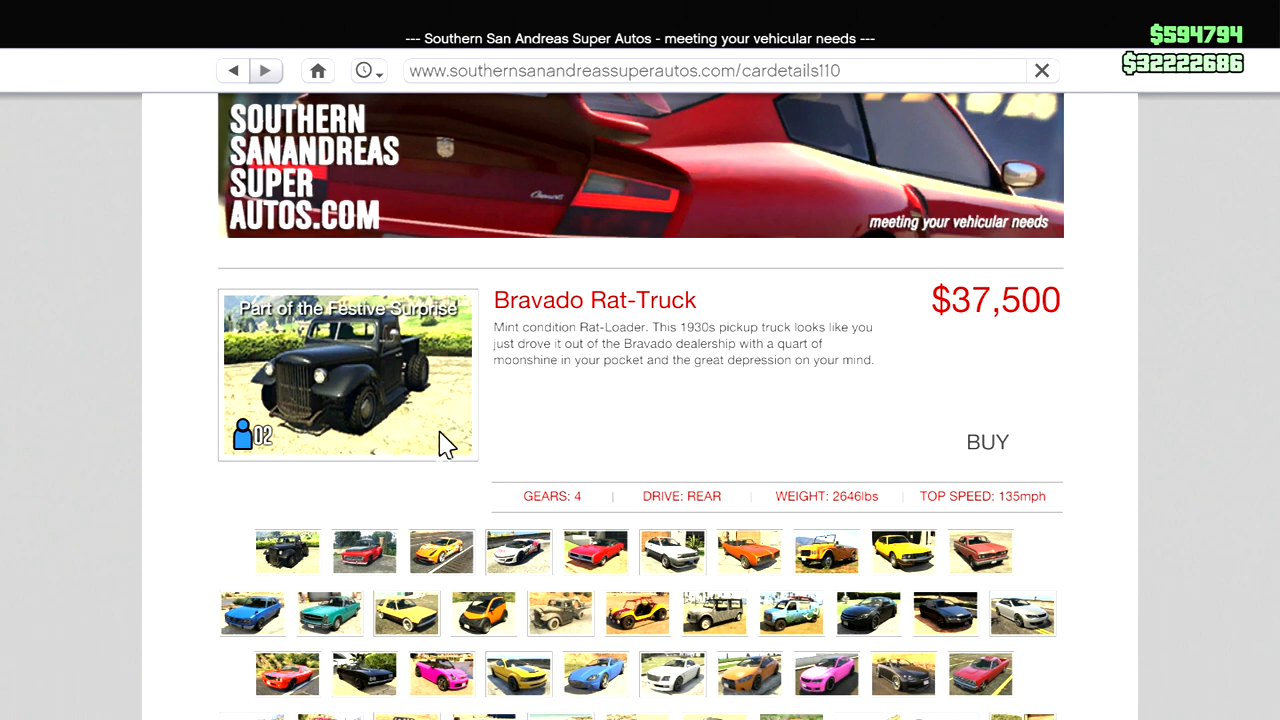 --- Southern San Andreas Super Autos - meeting your vehicular needs ---
$594794
$32222686
www.southernsanandreassuperautos.com/cardetails110
SOUTHERN
SANANDREAS
SUPER
AUTOS.COM
meeting your vehicular needs
Part of the Festive Surprise
02
Bravado Rat-Truck
$37,500
Mint condition Rat-Loader. This 1930s pickup truck looks like you
just drove it out of the Bravado dealership with a quart of
moonshine in your pocket and the great depression on your mind.
BUY
GEARS: 4 | DRIVE: REAR | WEIGHT: 2646lbs | TOP SPEED: 135mph